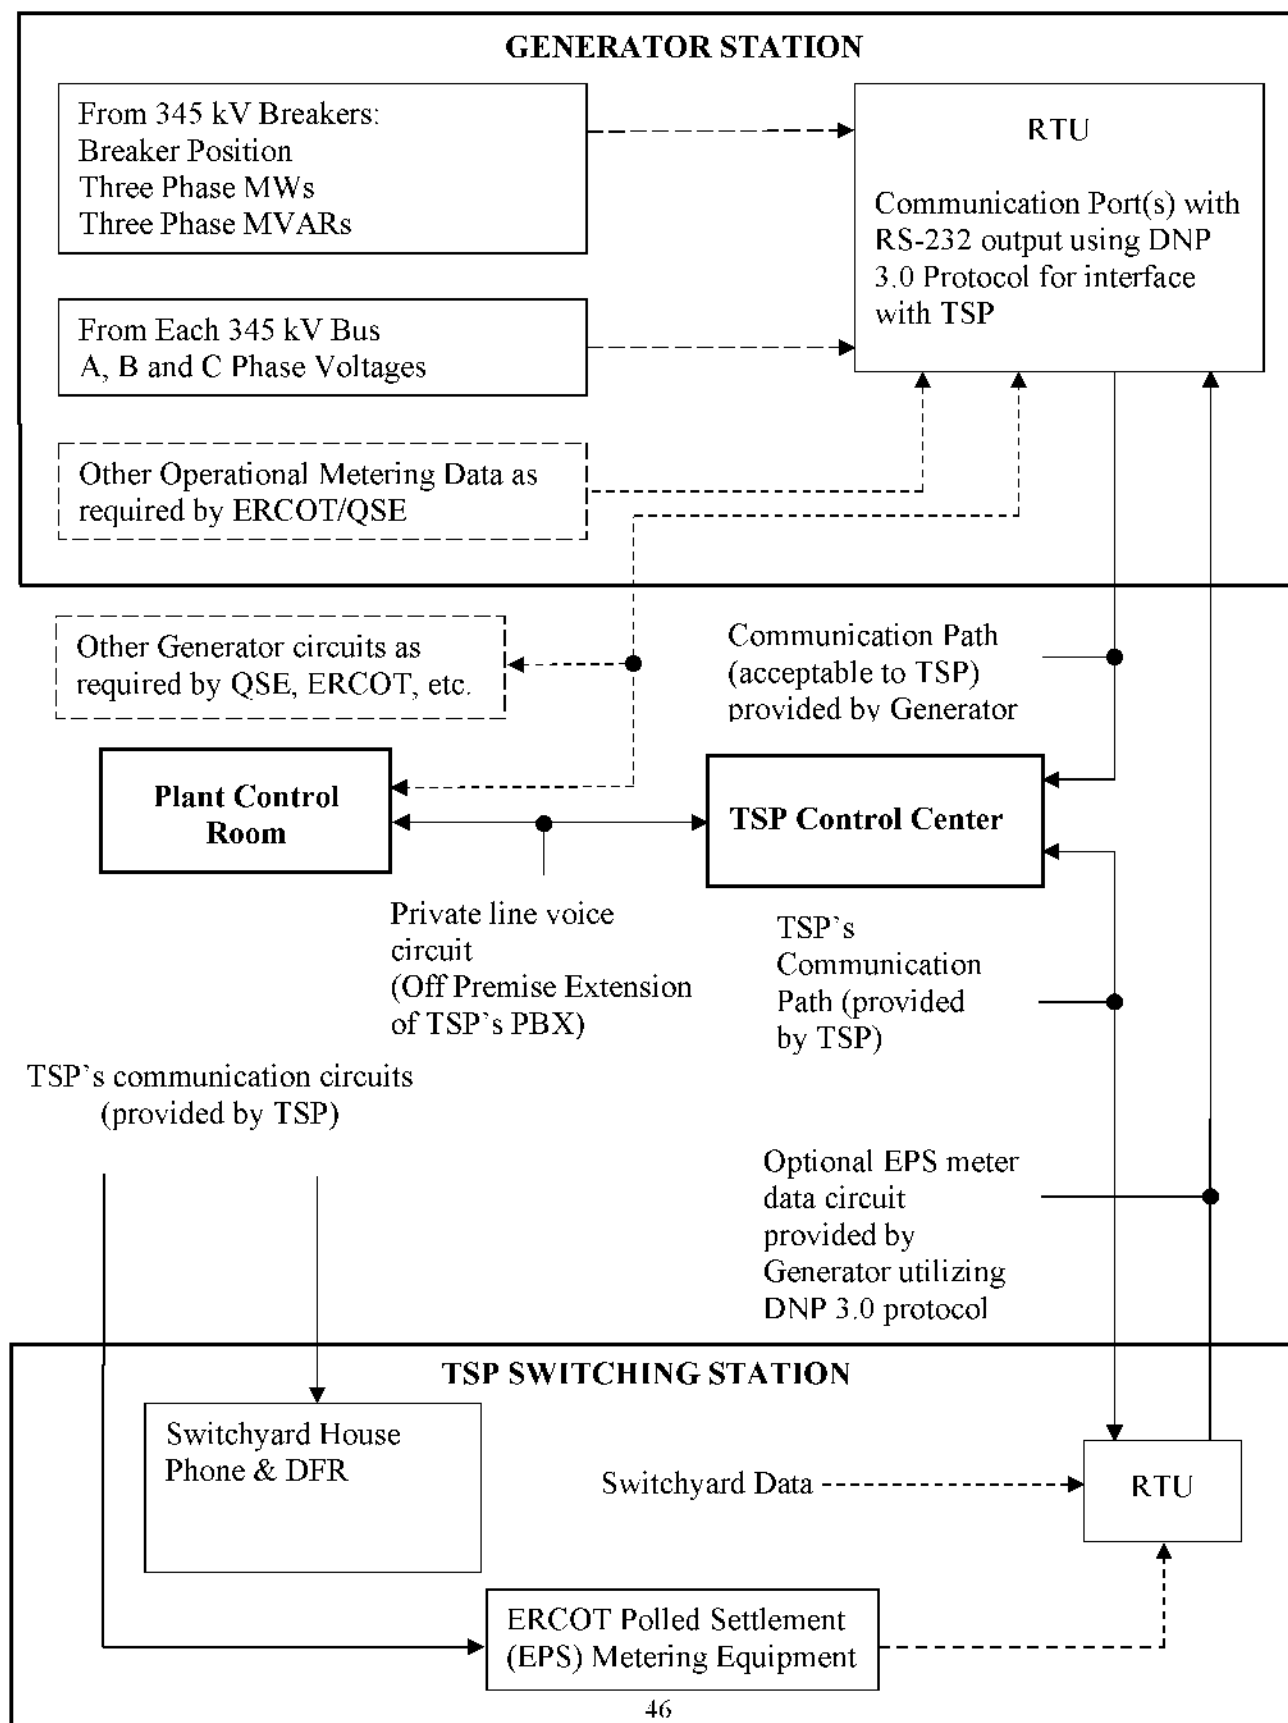 GENERATOR STATION
From 345 kV Breakers:
Breaker Position
Three Phase MWs
Three Phase MVARs
RTU
Communication Port(s) with
RS-232 output using DNP
3.0 Protocol for interface
with TSP
From Each 345 kV Bus
A, B and C Phase Voltages
Other Operational Metering Data as
required by ERCOT/QSE
Other Generator circuits as
required by QSE, ERCOT, etc.
Communication Path
(acceptable to TSP)
provided by Generator
Plant Control
Room
TSP Control Center
Private line voice
circuit
(Off Premise Extension
of TSP's PBX)
TSP's
Communication
Path (provided
by TSP)
TSP's communication circuits
(provided by TSP)
Optional EPS meter
data circuit
provided by
Generator utilizing
DNP 3.0 protocol
TSP SWITCHING STATION
Switchyard House
Phone & DFR
Switchyard Data
RTU
ERCOT Polled Settlement
(EPS) Metering Equipment
46